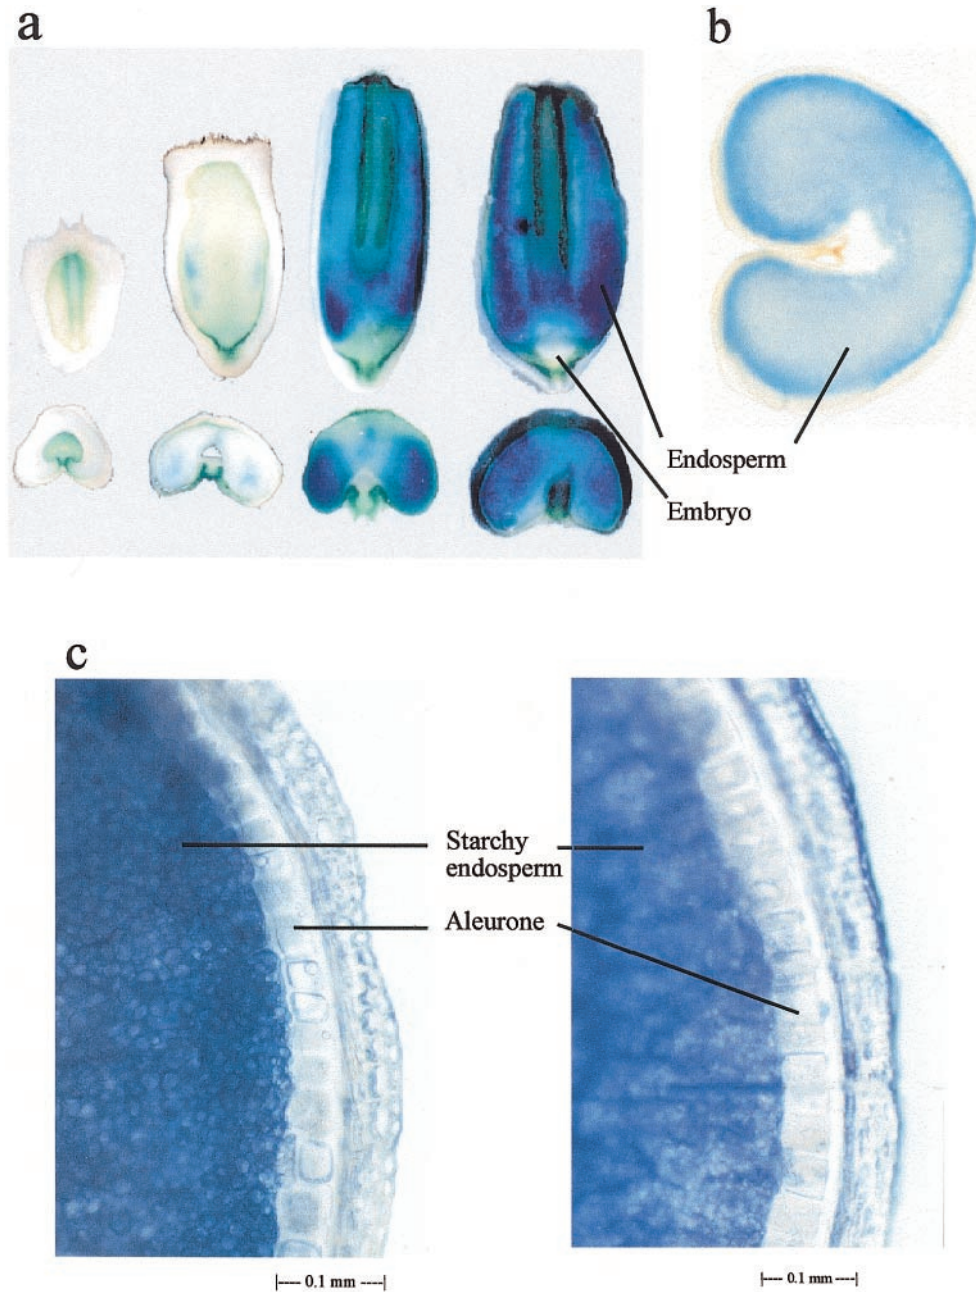 a
b
Endosperm
Embryo
c
Starchy
endosperm
Aleurone
|---- 0.1 mm ----|
|---- 0.1 mm ----|